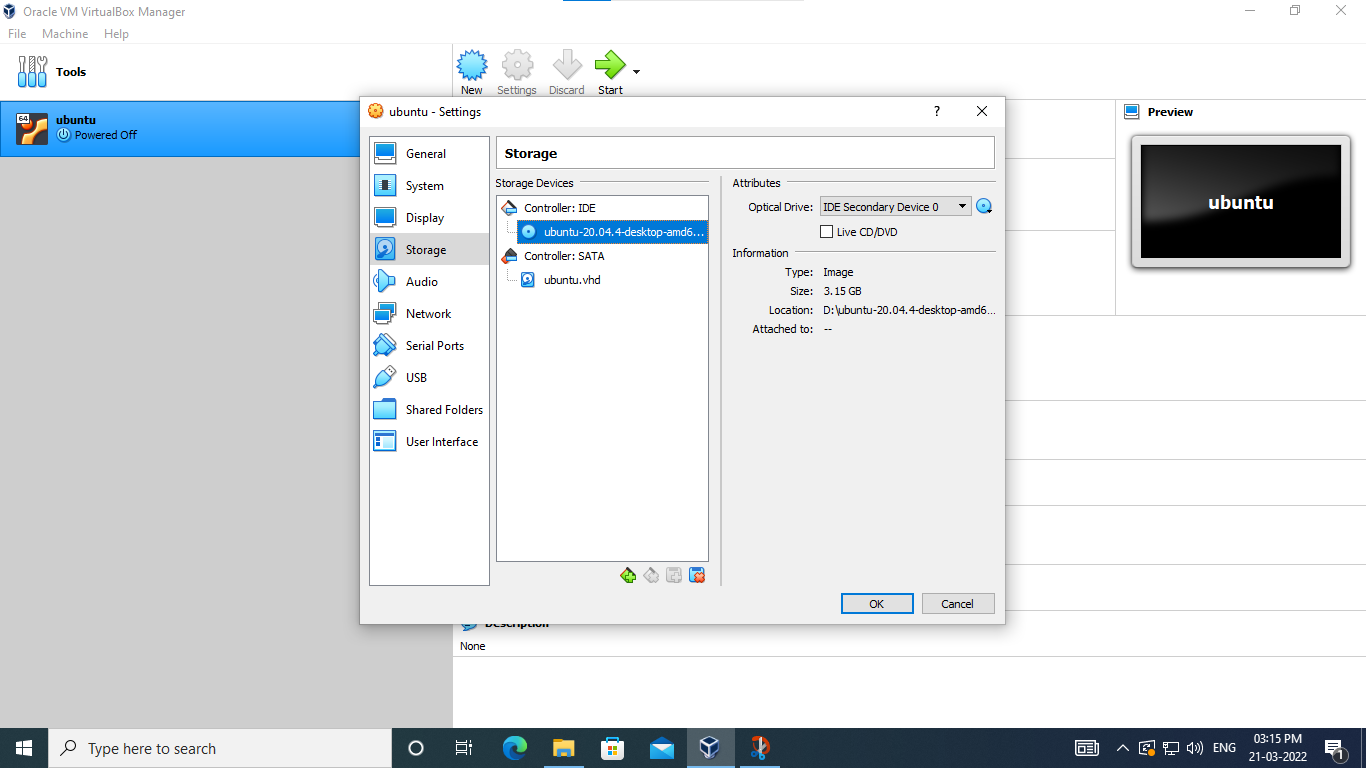 Oracle VM VirtualBox Manager
File Machine Help
Tools
New Settings Discard Start
64
ubuntu
Powered Off
ubuntu - Settings
?
General
System
Display
Storage
Audio
Network
Serial Ports
USB
Shared Folders
User Interface
Storage
Storage Devices
Controller: IDE
ubuntu-20.04.4-desktop-amd6...
Controller: SATA
ubuntu.vhd
Attributes
Optical Drive: IDE Secondary Device 0
Live CD/DVD
Information
Type: Image
Size: 3.15 GB
Location: D:\ubuntu-20.04.4-desktop-amd6...
Attached to: --
OK Cancel
Preview
ubuntu
Description
None
Type here to search
ENG
03:15 PM
21-03-2022
1